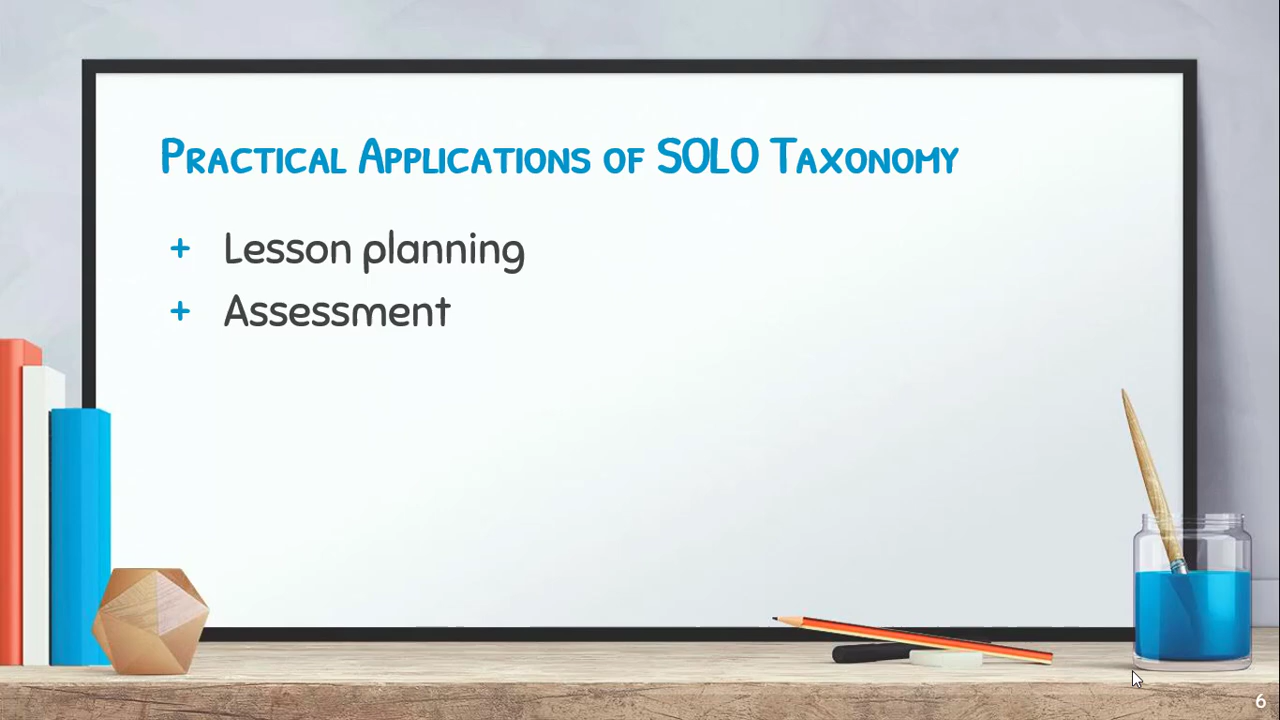 Practical Applications of SOLO Taxonomy
+ Lesson planning
+ Assessment
6